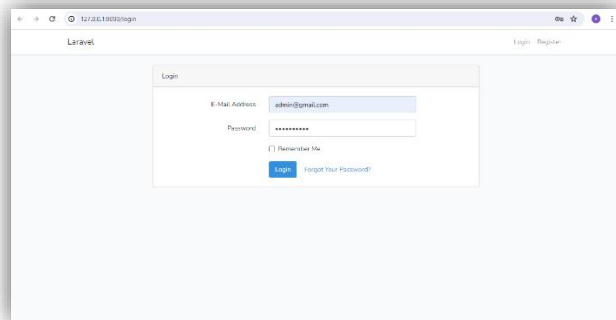 127.0.0.1:8000/login
Laravel
Login Register
Login
E-Mail Address admin@gmail.com
Password ••••••••••
Remember Me
Login Forgot Your Password?